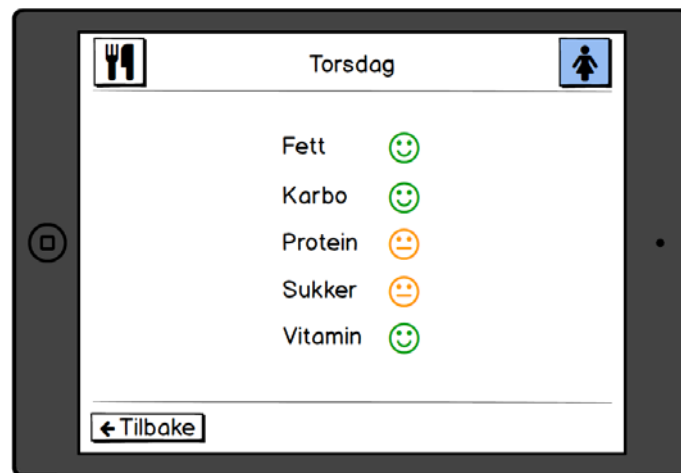 Torsdag
Fett
Karbo
Protein
Sukker
Vitamin
Tilbake